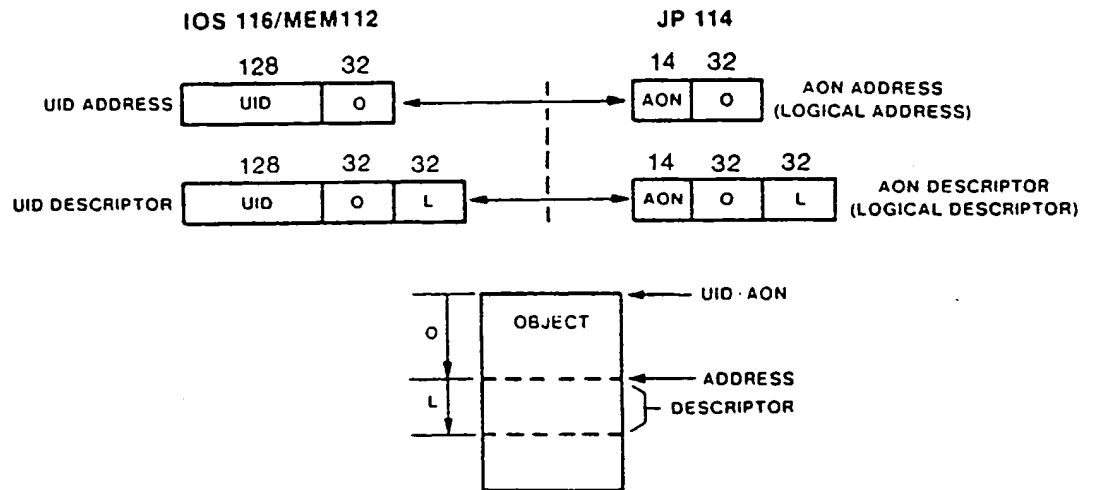 IOS 116/MEM112 JP 114
128 32 14 32
UID ADDRESS UID O AON O AON ADDRESS
(LOGICAL ADDRESS)
128 32 32 14 32 32
UID DESCRIPTOR UID O L AON O L AON DESCRIPTOR
(LOGICAL DESCRIPTOR)
UID·AON
OBJECT
O
ADDRESS
L
DESCRIPTOR